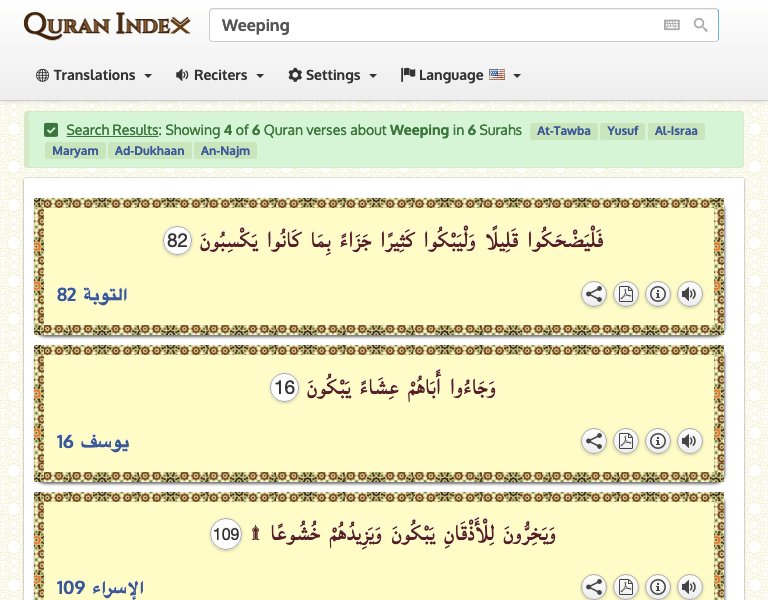 QURAN INDEX
Weeping
Translations Reciters Settings Language
Search Results: Showing 4 of 6 Quran verses about Weeping in 6 Surahs At-Tawba Yusuf Al-Israa
Maryam Ad-Dukhaan An-Najm
فَلْيَضْحَكُوا قَلِيلًا وَلْيَبْكُوا كَثِيرًا جَزَاءً بِمَا كَانُوا يَكْسِبُونَ 82
التوبة 82
وَجَاءُوا أَبَاهُمْ عِشَاءً يَبْكُونَ 16
يوسف 16
وَيَخِرُّونَ لِلْأَذْقَانِ يَبْكُونَ وَيَزِيدُهُمْ خُشُوعًا ۩ 109
الإسراء 109